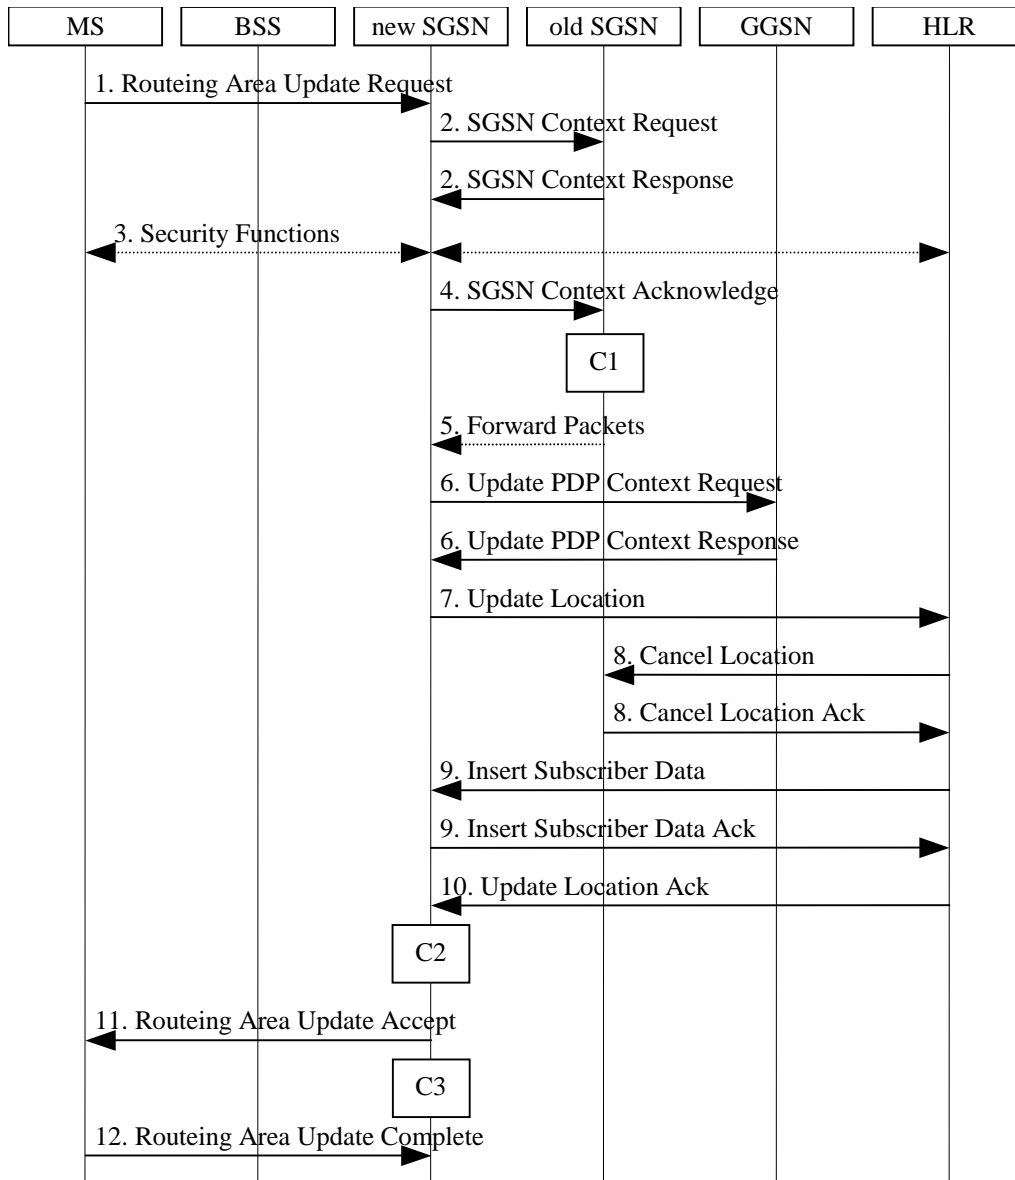 MS BSS new SGSN old SGSN GGSN HLR
1. Routeing Area Update Request
2. SGSN Context Request
2. SGSN Context Response
3. Security Functions
4. SGSN Context Acknowledge
C1
5. Forward Packets
6. Update PDP Context Request
6. Update PDP Context Response
7. Update Location
8. Cancel Location
8. Cancel Location Ack
9. Insert Subscriber Data
9. Insert Subscriber Data Ack
10. Update Location Ack
C2
11. Routeing Area Update Accept
C3
12. Routeing Area Update Complete